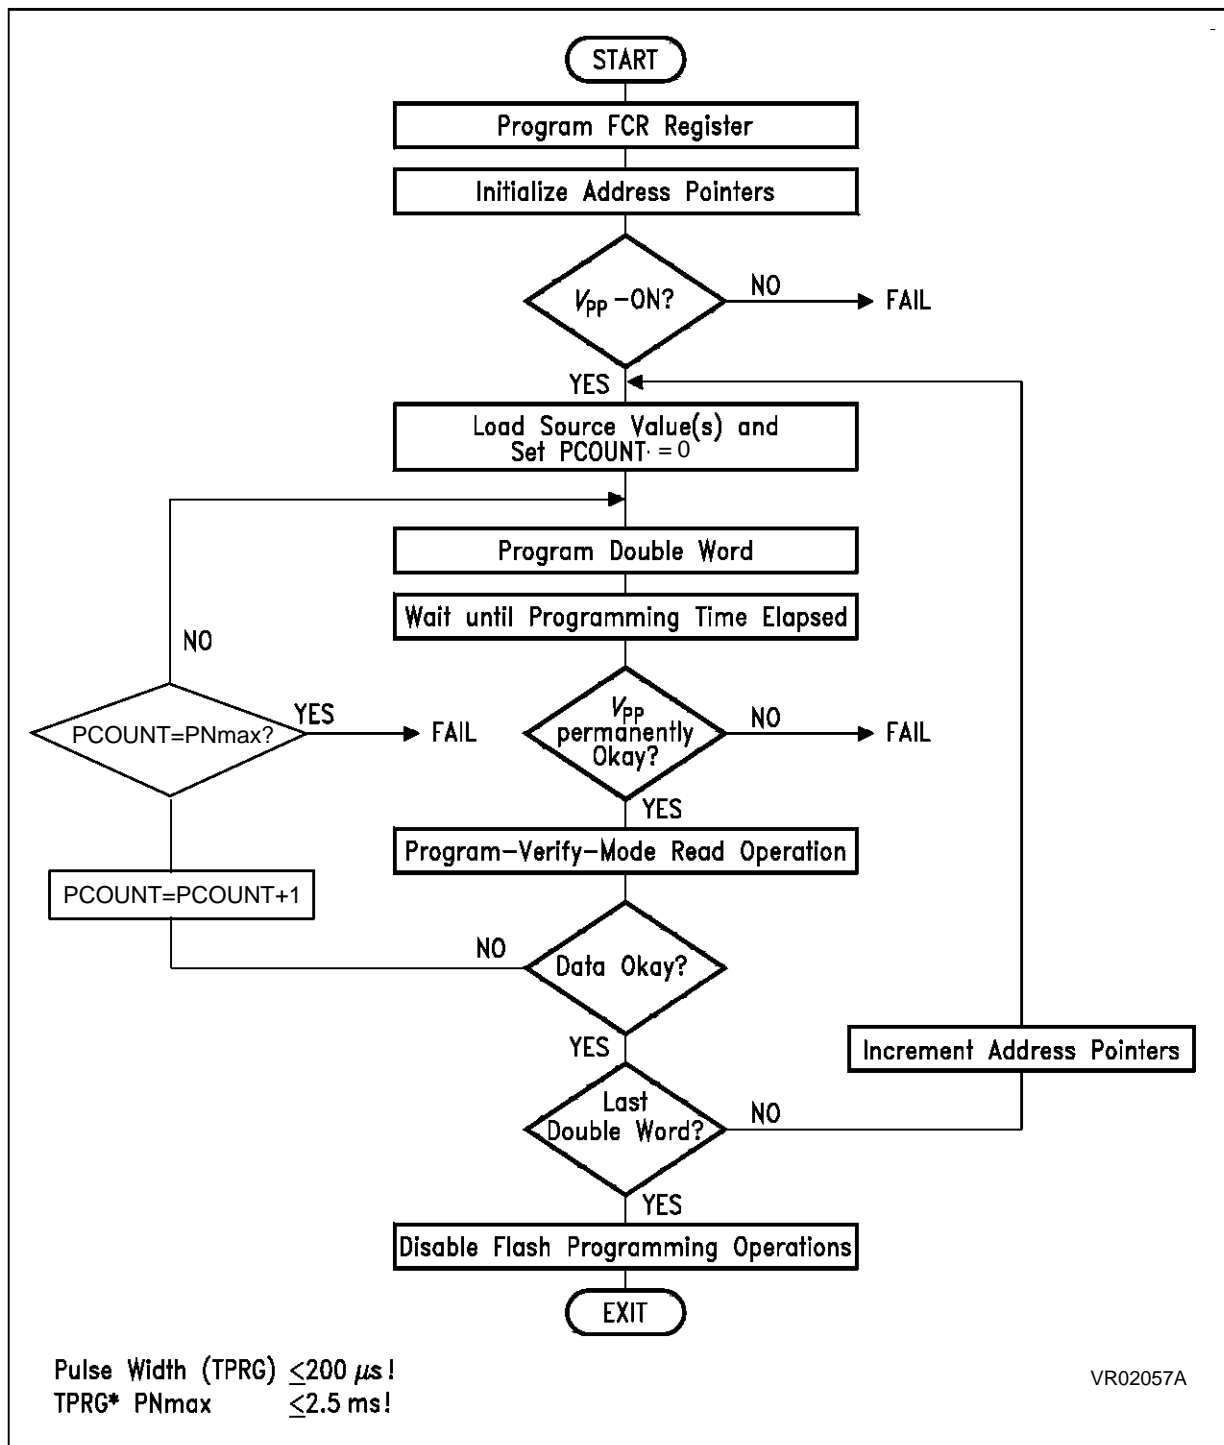 START
Program FCR Register
Initialize Address Pointers
VPP -ON?
NO
FAIL
YES
Load Source Value(s) and
Set PCOUNT = 0
Program Double Word
Wait until Programming Time Elapsed
NO
PCOUNT=PNmax?
YES
FAIL
VPP
permanently
Okay?
NO
FAIL
YES
Program-Verify-Mode Read Operation
PCOUNT=PCOUNT+1
NO
Data Okay?
YES
Increment Address Pointers
Last
Double Word?
NO
YES
Disable Flash Programming Operations
EXIT
Pulse Width (TPRG) ≤200 µs!
TPRG* PNmax ≤2.5 ms!
VR02057A